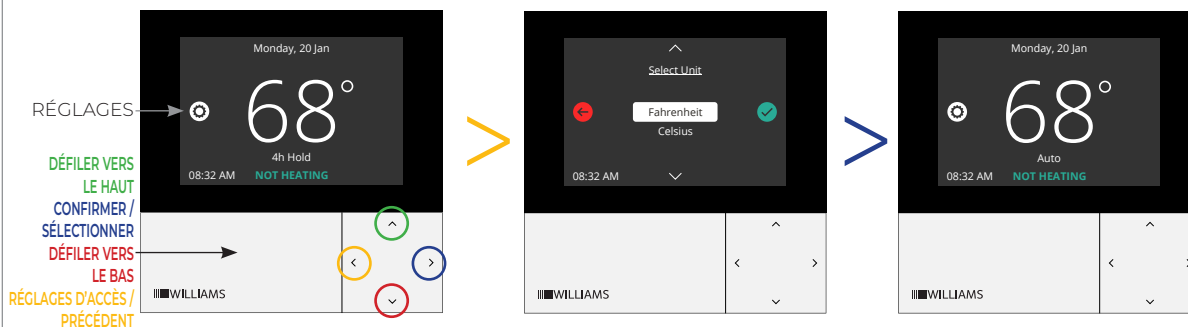 RÉGLAGES
DÉFILER VERS
LE HAUT
CONFIRMER /
SÉLECTIONNER
DÉFILER VERS
LE BAS
RÉGLAGES D'ACCÈS /
PRÉCÉDENT
Monday, 20 Jan
68°
4h Hold
08:32 AM NOT HEATING
WILLIAMS
>
Select Unit
Fahrenheit
Celsius
08:32 AM
WILLIAMS
>
Monday, 20 Jan
68°
Auto
08:32 AM NOT HEATING
WILLIAMS